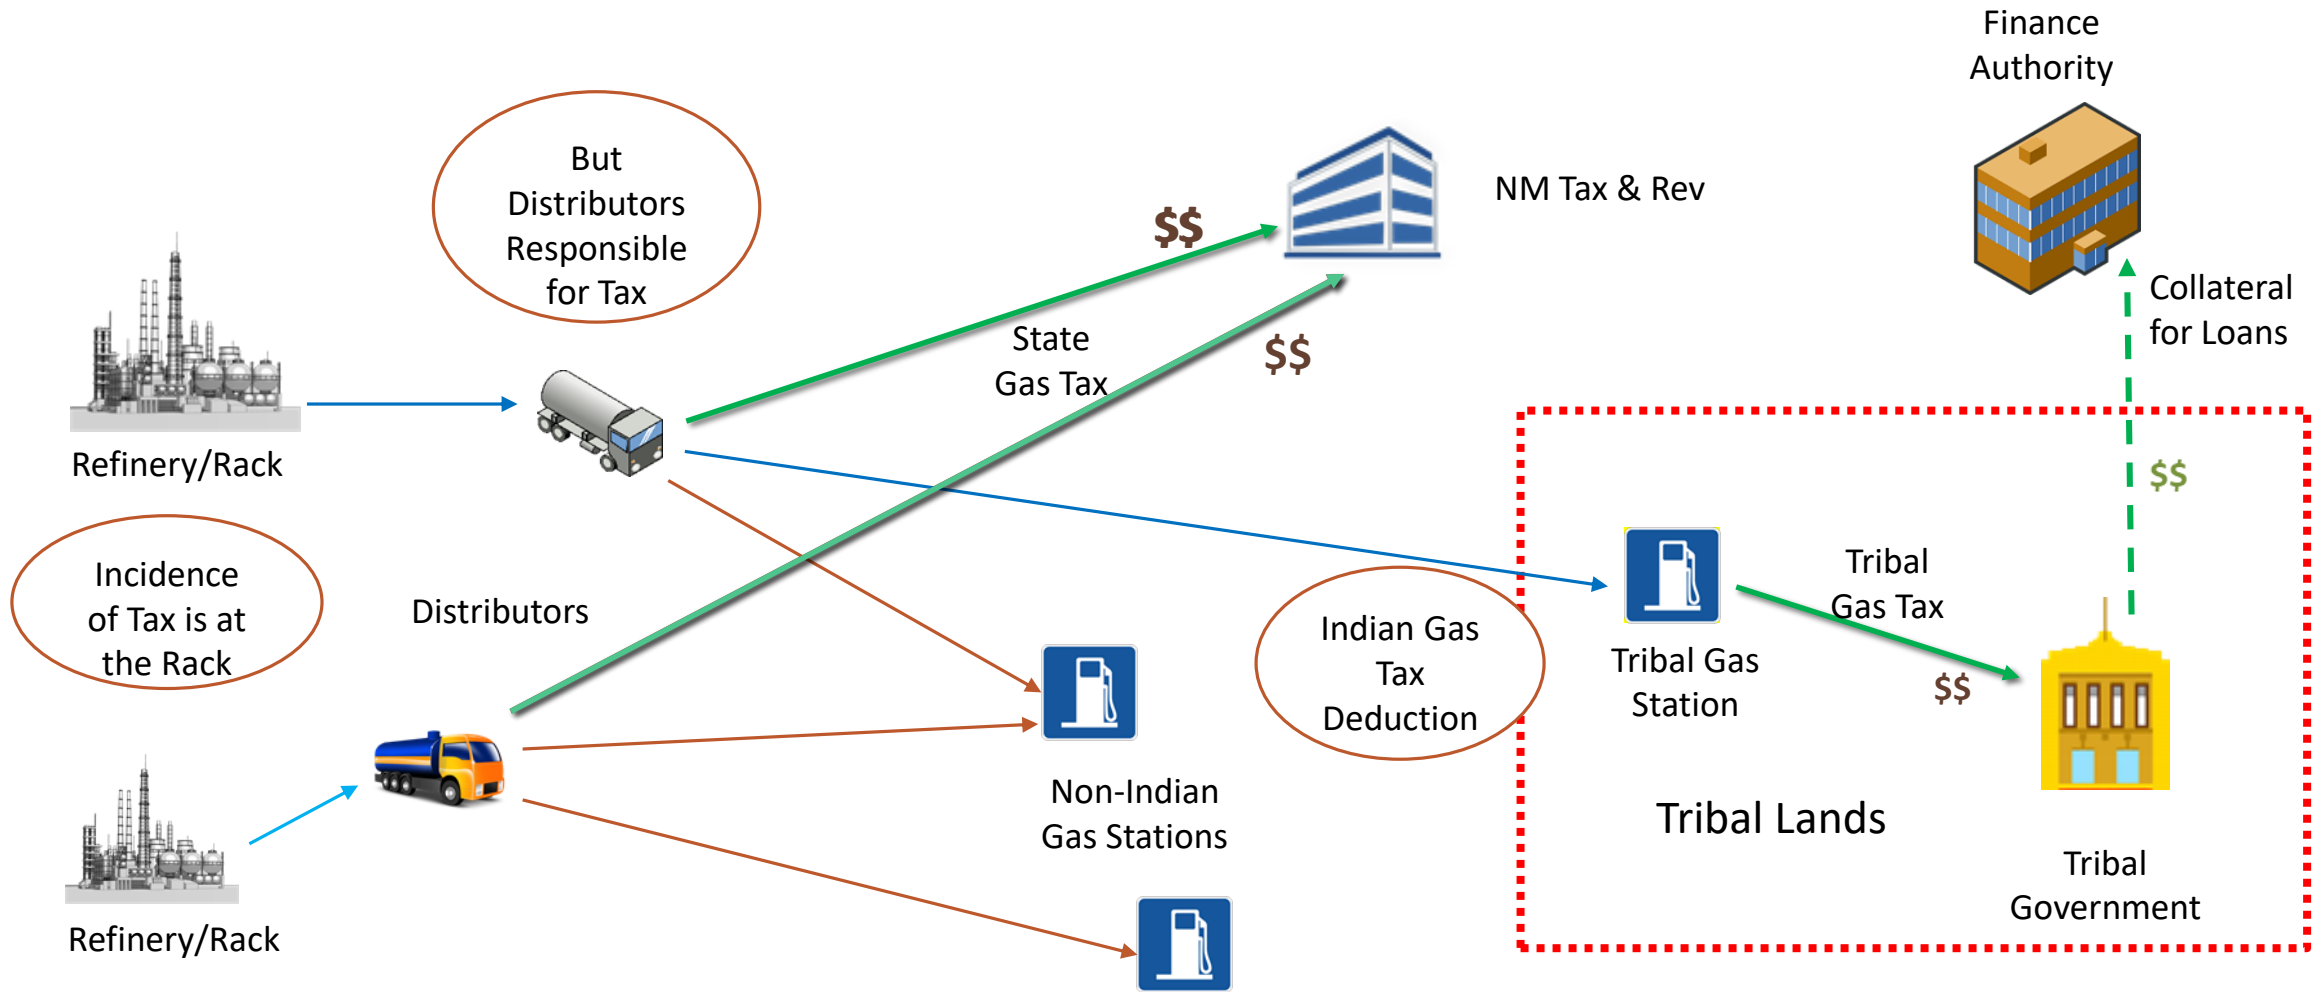 Finance
Authority
But
Distributors
Responsible
for Tax
NM Tax & Rev
$$
Collateral
for Loans
State
Gas Tax
$$
Refinery/Rack
$$
Incidence
of Tax is at
the Rack
Distributors
Indian Gas
Tax
Deduction
Tribal
Gas Tax
Tribal Gas
Station
$$
Non-Indian
Gas Stations
Tribal Lands
Tribal
Government
Refinery/Rack